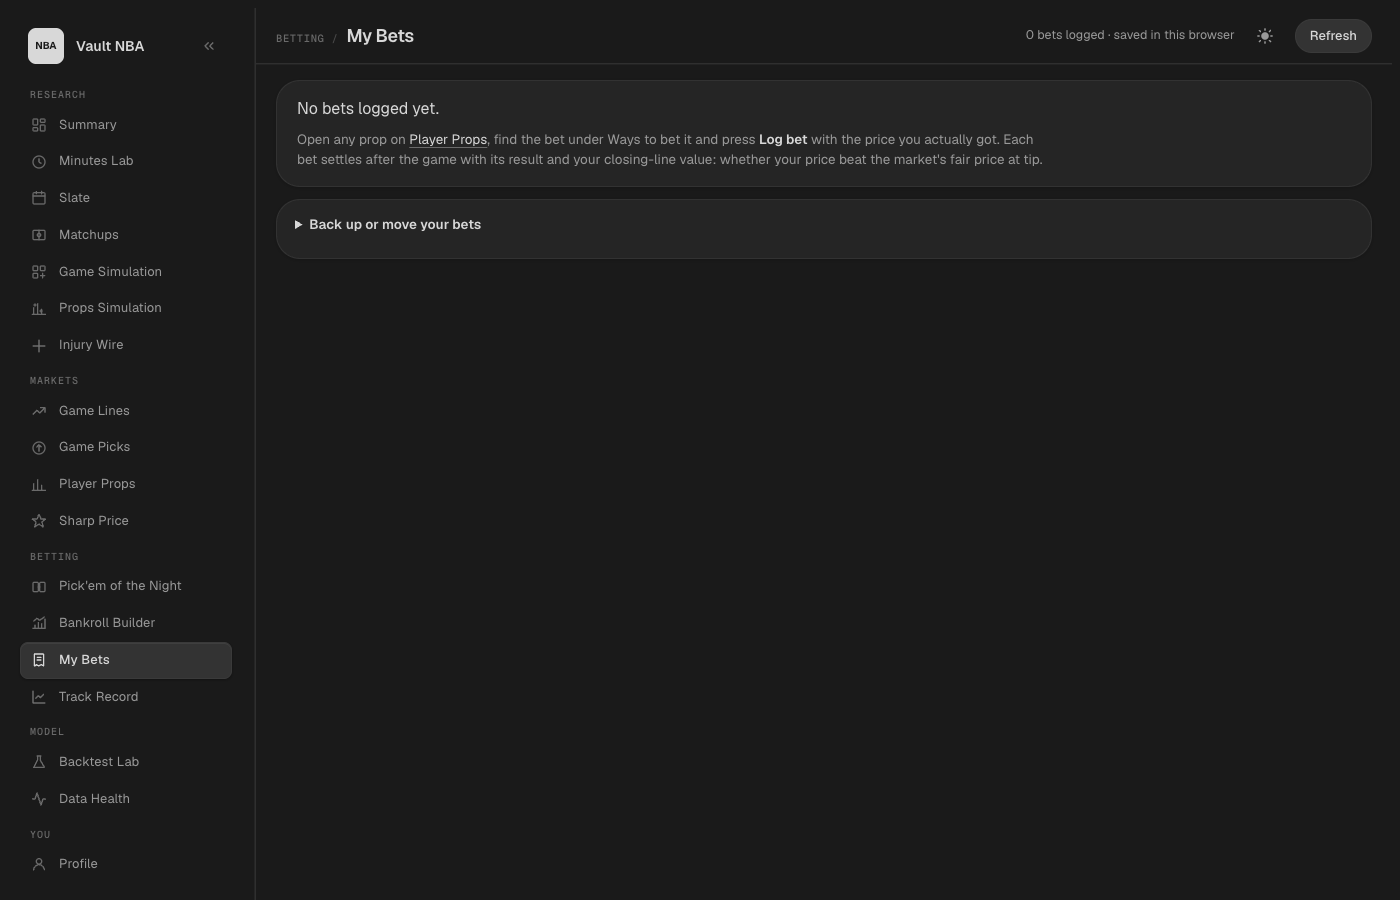 NBA
Vault NBA
RESEARCH
Summary
Minutes Lab
Slate
Matchups
Game Simulation
Props Simulation
Injury Wire
MARKETS
Game Lines
Game Picks
Player Props
Sharp Price
BETTING
Pick'em of the Night
Bankroll Builder
My Bets
Track Record
MODEL
Backtest Lab
Data Health
YOU
Profile
BETTING / My Bets
0 bets logged · saved in this browser
Refresh
No bets logged yet.
Open any prop on Player Props, find the bet under Ways to bet it and press Log bet with the price you actually got. Each
bet settles after the game with its result and your closing-line value: whether your price beat the market's fair price at tip.
Back up or move your bets